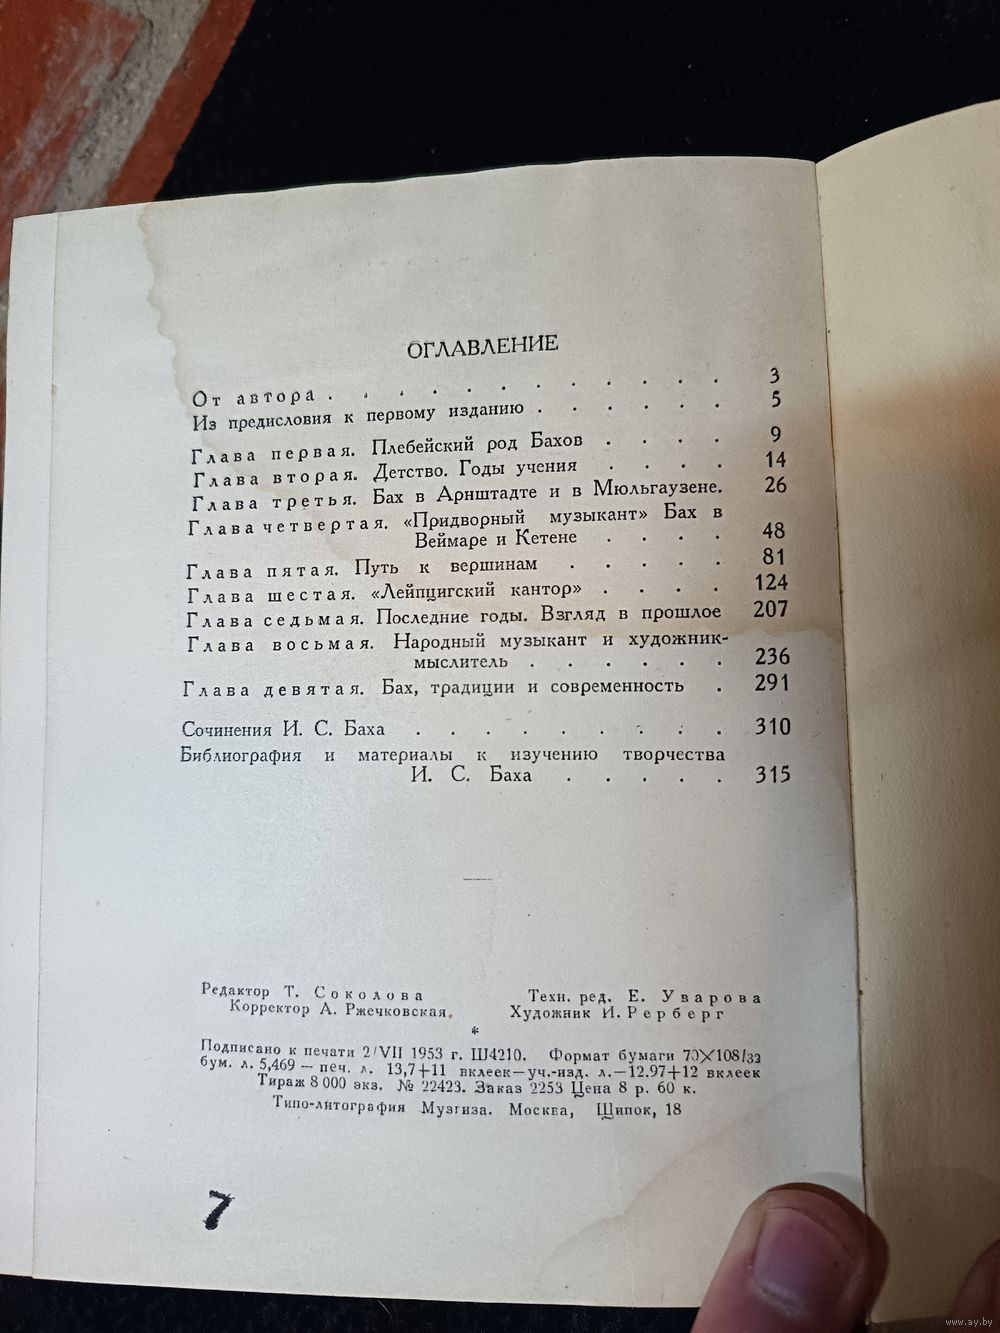 ОГЛАВЛЕНИЕ
От автора . . . . . . . . . . . 3
Из предисловия к первому изданию . . . . . . 5
Глава первая. Плебейский род Бахов . . . . 9
Глава вторая. Детство. Годы учения . . . . 14
Глава третья. Бах в Арнштадте и в Мюльгаузене. 26
Глава четвертая. «Придворный музыкант» Бах в
Веймаре и Кетене . . . . 48
Глава пятая. Путь к вершинам . . . . . 81
Глава шестая. «Лейпцигский кантор» . . . . 124
Глава седьмая. Последние годы. Взгляд в прошлое 207
Глава восьмая. Народный музыкант и художник-
мыслитель . . . . . . 236
Глава девятая. Бах, традиции и современность . 291
Сочинения И. С. Баха . . . . . . . . . 310
Библиография и материалы к изучению творчества
И. С. Баха . . . . . 315
Редактор Т. Соколова Техн. ред. Е. Уварова
Корректор А. Ржечковская. Художник И. Рерберг
*
Подписано к печати 2/VII 1953 г. Ш4210. Формат бумаги 70×108/32
бум. л. 5,469 — печ. л. 13,7+11 вклеек—уч.-изд. л.—12.97+12 вклеек
Тираж 8 000 экз. № 22423. Заказ 2253 Цена 8 р. 60 к.
Типо-литография Музгиза. Москва, Щипок, 18
7
www.ay.by